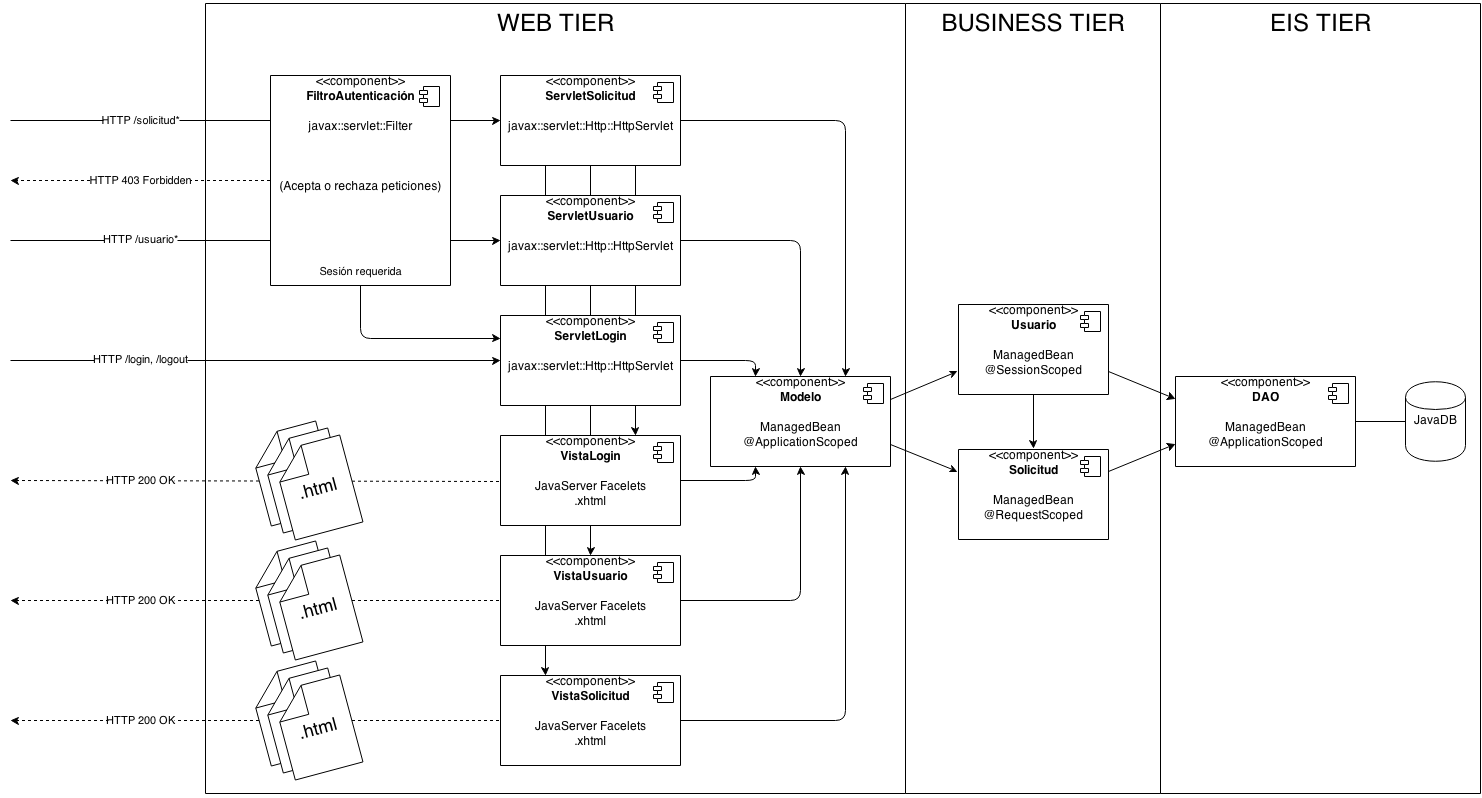 WEB TIER
BUSINESS TIER
EIS TIER
<<component>>
FiltroAutenticación
javax::servlet::Filter
(Acepta o rechaza peticiones)
Sesión requerida
HTTP /solicitud*
HTTP 403 Forbidden
HTTP /usuario*
HTTP /login, /logout
<<component>>
ServletSolicitud
javax::servlet::Http::HttpServlet
<<component>>
ServletUsuario
javax::servlet::Http::HttpServlet
<<component>>
ServletLogin
javax::servlet::Http::HttpServlet
<<component>>
VistaLogin
JavaServer Facelets
.xhtml
HTTP 200 OK
.html
<<component>>
VistaUsuario
JavaServer Facelets
.xhtml
HTTP 200 OK
.html
<<component>>
VistaSolicitud
JavaServer Facelets
.xhtml
HTTP 200 OK
.html
<<component>>
Modelo
ManagedBean
@ApplicationScoped
<<component>>
Usuario
ManagedBean
@SessionScoped
<<component>>
Solicitud
ManagedBean
@RequestScoped
<<component>>
DAO
ManagedBean
@ApplicationScoped
JavaDB